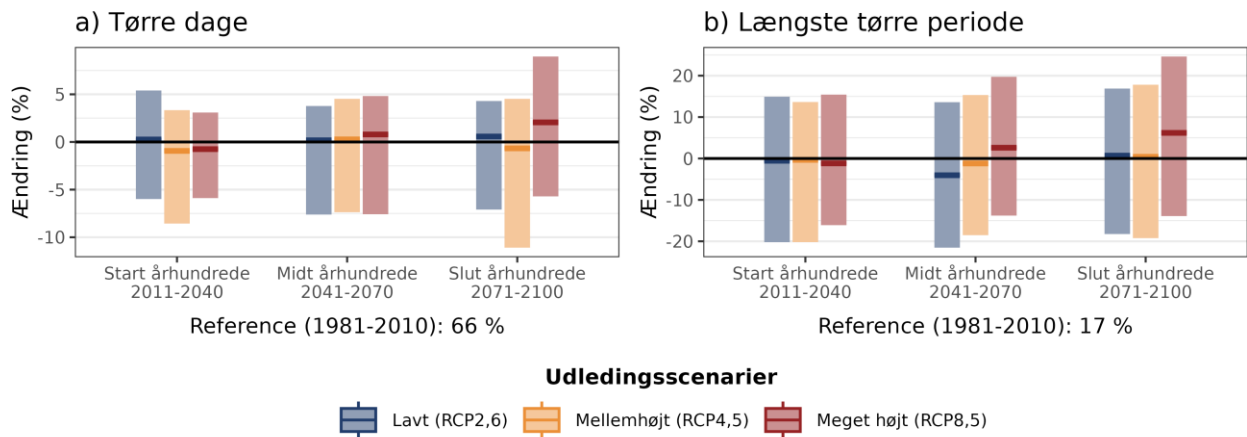 a) Tørre dage
Ændring (%)
5
0
-5
-10
Start århundrede
2011-2040
Midt århundrede
2041-2070
Slut århundrede
2071-2100
Reference (1981-2010): 66 %
b) Længste tørre periode
Ændring (%)
20
10
0
-10
-20
Start århundrede
2011-2040
Midt århundrede
2041-2070
Slut århundrede
2071-2100
Reference (1981-2010): 17 %
Udledingsscenarier
Lavt (RCP2,6)
Mellemhøjt (RCP4,5)
Meget højt (RCP8,5)